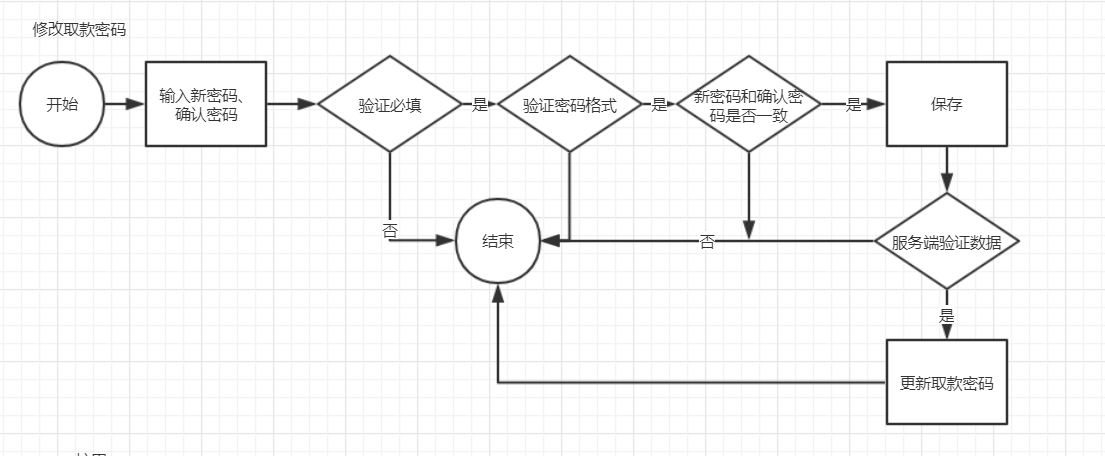 修改取款密码
开始
输入新密码、
确认密码
验证必填
是
验证密码格式
是
新密码和确认密
码是否一致
是
保存
否
结束
否
服务端验证数据
是
更新取款密码